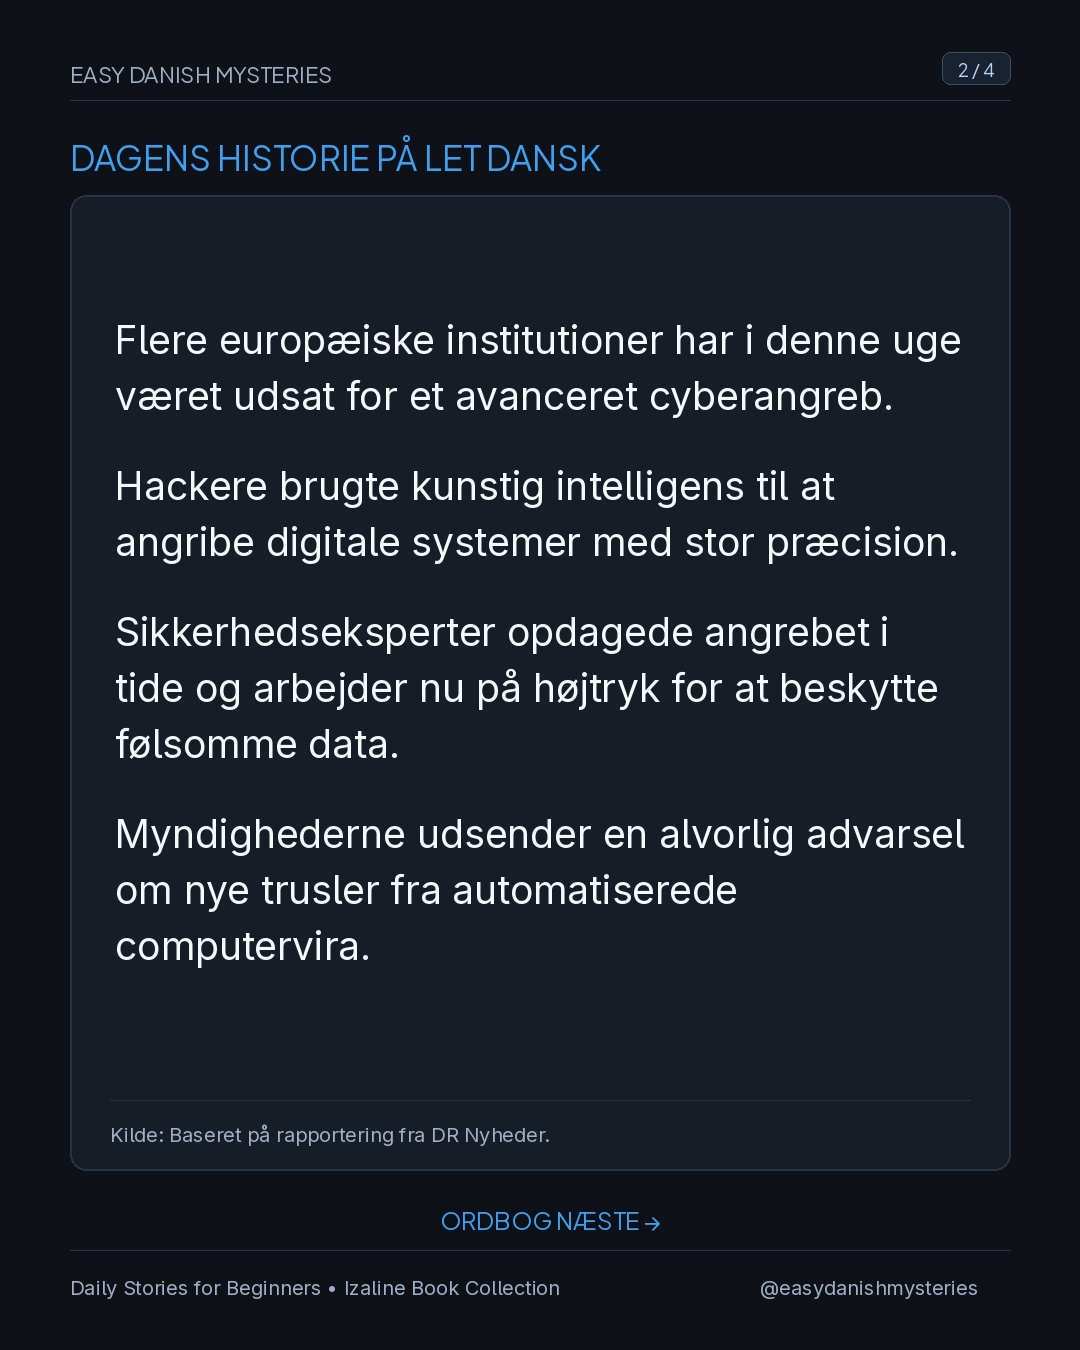 EASY DANISH MYSTERIES
2/4
DAGENS HISTORIE PÅ LET DANSK
Flere europæiske institutioner har i denne uge
været udsat for et avanceret cyberangreb.
Hackere brugte kunstig intelligens til at
angribe digitale systemer med stor præcision.
Sikkerhedseksperter opdagede angrebet i
tide og arbejder nu på højtryk for at beskytte
følsomme data.
Myndighederne udsender en alvorlig advarsel
om nye trusler fra automatiserede
computervira.
Kilde: Baseret på rapportering fra DR Nyheder.
ORDBOG NÆSTE →
Daily Stories for Beginners • Izaline Book Collection
@easydanishmysteries